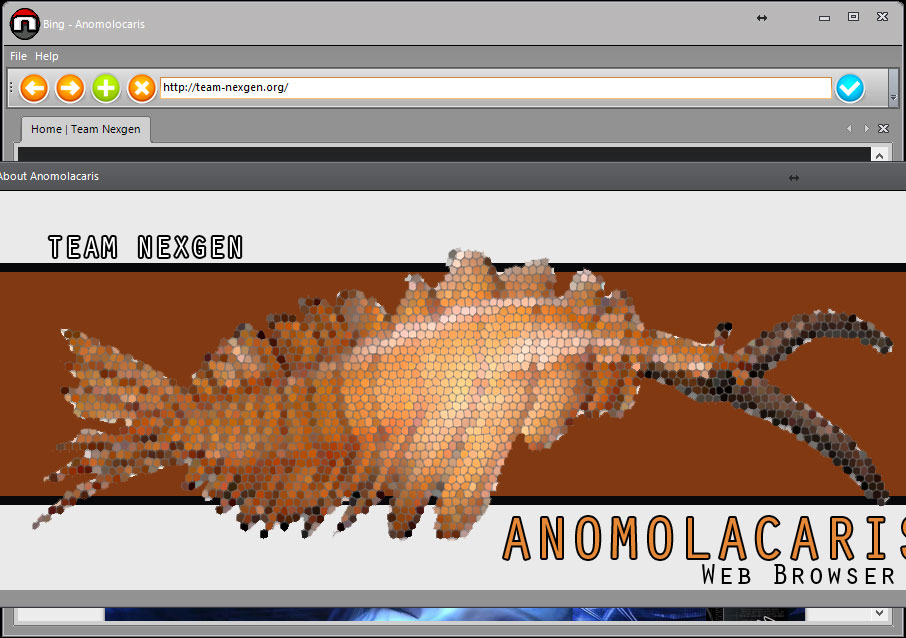 Bing - Anomolocaris
File Help
http://team-nexgen.org/
Home | Team Nexgen
About Anomolacaris
TEAM NEXGEN
ANOMOLACARIS
WEB BROWSER